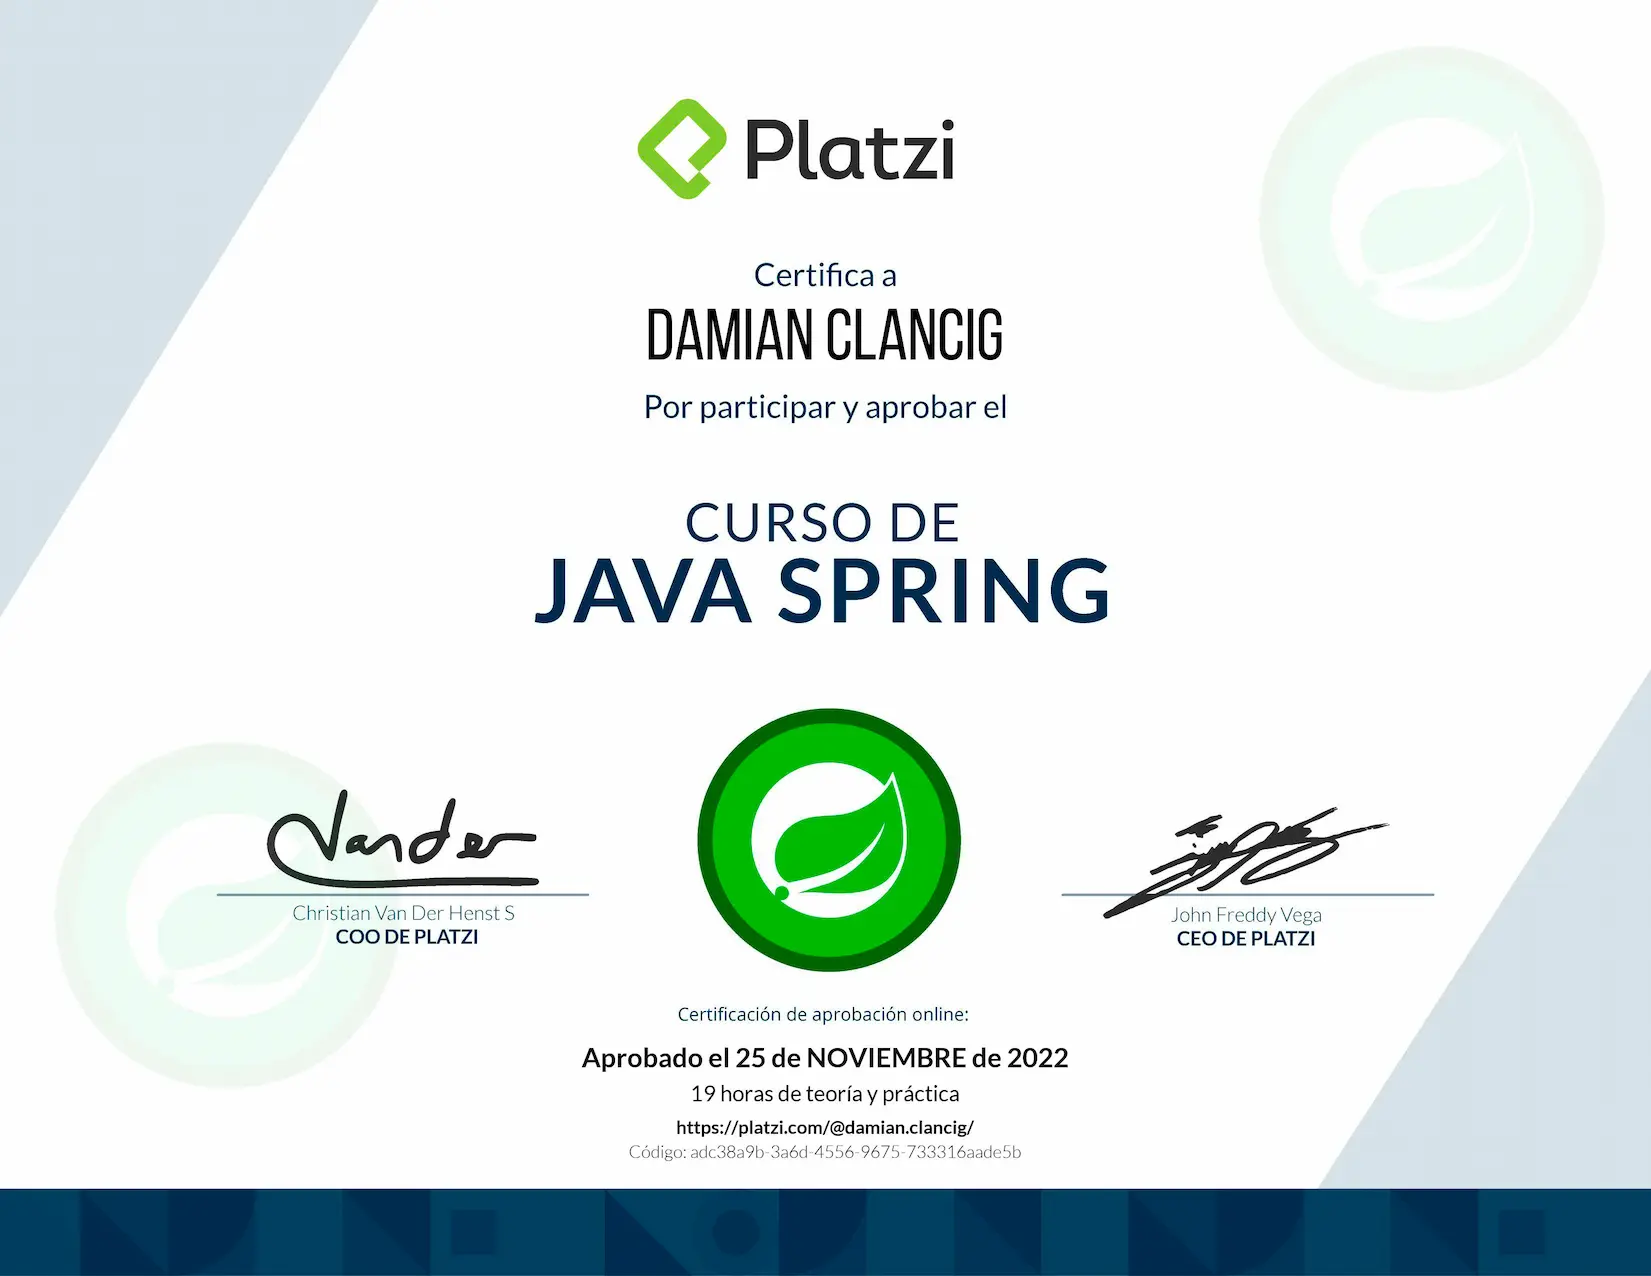 Platzi
Certifica a
DAMIAN CLANCIG
Por participar y aprobar el
CURSO DE
JAVA SPRING
Vander
Christian Van Der Henst S
COO DE PLATZI
John Freddy Vega
CEO DE PLATZI
Certificación de aprobación online:
Aprobado el 25 de NOVIEMBRE de 2022
19 horas de teoría y práctica
https://platzi.com/@damian.clancig/
Código: adc38a9b-3a6d-4556-9675-733316aade5b